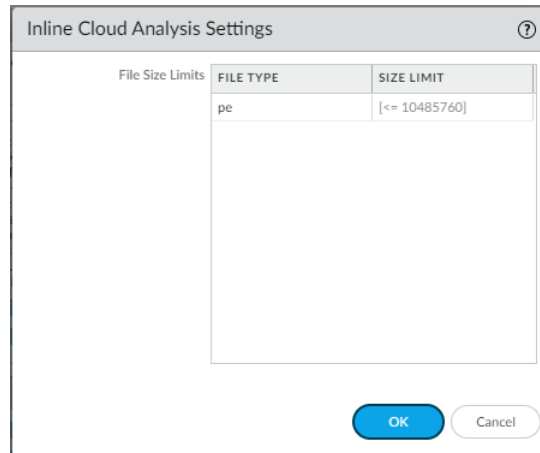 Inline Cloud Analysis Settings ?
File Size Limits FILE TYPE SIZE LIMIT
pe [<= 10485760]
OK Cancel